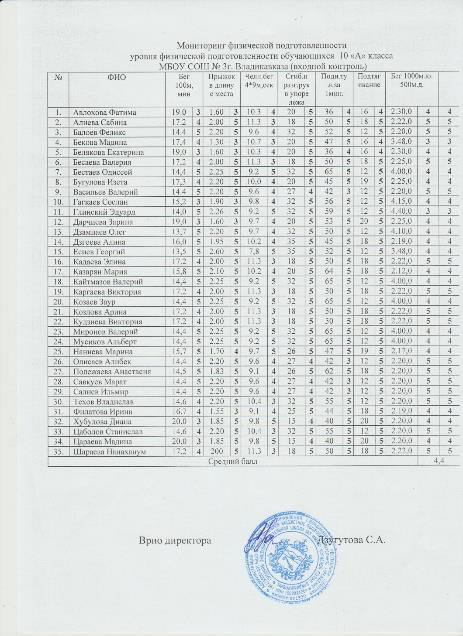 Мониторинг физической подготовленности
уровня физической подготовленности обучающихся 10 «А» класса
МБОУ СОШ № 3г. Владикавказа (входной контроль)
№ ФИО Бег 100м, мин Прыжок в длину с места Челн.бег 4*9м,сек Сгиб.и разг.рук в упоре лежа Подн.ту л.за 1мин. Подтяг ивание Бег 1000м.ю. 500м.д.
1. Авлохова Фатима 19.0 3 1.60 3 10.3 4 20 5 36 4 16 4 2.30,0 4 4
2. Алиева Сабина 17.2 4 2.00 5 11.3 3 18 5 50 5 18 5 2.22,0 5 5
3. Балоев Феликс 14.4 5 2.20 5 9.6 4 32 5 52 5 12 5 2.20,0 5 5
4. Бекова Мадина 17,4 4 1.30 3 10.7 3 20 5 47 5 16 4 3.48,0 3 3
5. Белякова Екатерина 19,0 3 1.60 3 10.3 4 20 5 36 4 16 4 2.30,0 4 4
6. Бесаева Валерия 17.2 4 2.00 5 11.3 3 18 5 50 5 18 5 2.25,0 5 5
7. Бестаев Одиссей 14,4 5 2.25 5 9.2 5 32 5 65 5 12 5 4.00,0 4 4
8. Бугулова Изета 17,3 4 2.20 5 10,0 4 20 5 45 5 19 5 2.25,0 4 4
9. Васильев Валерий 14.4 5 2.20 5 9.6 4 27 4 42 3 12 5 2.20,0 5 5
10. Гагкаев Сослан 15,2 3 1.90 3 9.8 4 32 5 56 5 12 5 4.15,0 4 4
11. Глинский Эдуард 14,0 5 2,26 5 9,2 5 32 5 59 5 12 5 4.40,0 3 3
12. Дарчиева Зарина 19,0 3 1.60 3 9.7 4 20 5 53 5 20 5 2.25,0 4 4
13. Дзампаев Олег 13,7 5 2.20 5 9.7 4 32 5 50 5 12 5 4.10,0 4 4
14. Дзгоева Алина 16,0 5 1.95 5 10,2 4 35 5 45 5 18 5 2.19,0 4 4
15. Есиев Георгий 13,5 5 2.60 5 7,8 5 35 5 52 5 12 5 3.48,0 5 5
16. Кадаева Элина 17.2 4 2.00 5 11.3 3 18 5 50 5 18 5 2.22,0 5 5
17. Казарян Мария 15,8 5 2.10 5 10.2 4 20 5 64 5 18 5 2.12,0 4 4
18. Кайтмазов Валерий 14,4 5 2.25 5 9.2 5 32 5 65 5 12 5 4.00,0 4 4
19. Каргаева Виктория 17.2 4 2.00 5 11.3 3 18 5 50 5 18 5 2.22,0 5 5
20. Козаев Заур 14,4 5 2.25 5 9.2 5 32 5 65 5 12 5 4.00,0 4 4
21. Козлова Арина 17.2 4 2.00 5 11.3 3 18 5 50 5 18 5 2.22,0 5 5
22. Кудзиева Виктория 17.2 4 2.00 5 11.3 3 18 5 30 5 18 5 2.22,0 5 5
23. Миронов Валерий 14,4 5 2.25 5 9.2 5 32 5 65 5 12 5 4.00,0 4 4
24. Мусиков Альберт 14,4 5 2.25 5 9.2 5 32 5 65 5 12 5 4.00,0 4 4
25. Наниева Марина 15,7 5 1.70 4 9.7 5 26 5 47 5 19 5 2.17,0 4 4
26. Олисаев Алибек 14.4 5 2.20 5 9.6 4 27 4 42 3 12 5 2.20,0 5 5
27. Полежаева Анастасия 14,5 5 1.83 5 9.1 4 26 5 62 5 18 5 2.20,0 5 5
28. Савкуев Марат 14.4 5 2.20 5 9.6 4 27 4 42 3 12 5 2.20,0 5 5
29. Салиев Ильмир 14.4 5 2.20 5 9.6 4 27 4 42 3 12 5 2.20,0 5 5
30. Техов Владислав 14,6 4 2.20 5 10.4 3 32 5 55 5 12 5 2.20,0 5 5
31. Филатова Ирина 16.7 4 1.55 3 9.1 4 25 5 44 5 18 5 2.19,0 4 4
32. Хубулова Диана 20.0 3 1.85 5 9.8 5 15 4 40 5 20 5 2.20,0 4 4
33. Цаболов Станислав 14,6 4 2.20 5 10.4 3 32 5 55 5 12 5 2.20,0 5 5
34. Цараева Мадина 20.0 3 1.85 5 9.8 5 15 4 40 5 20 5 2.20,0 4 4
35. 17.2 4 200 5 11.3 3 18 5 50 5 18 5 2.22,0 5 5
Средний балл 4,4
Врио директора Даугутова С.А.